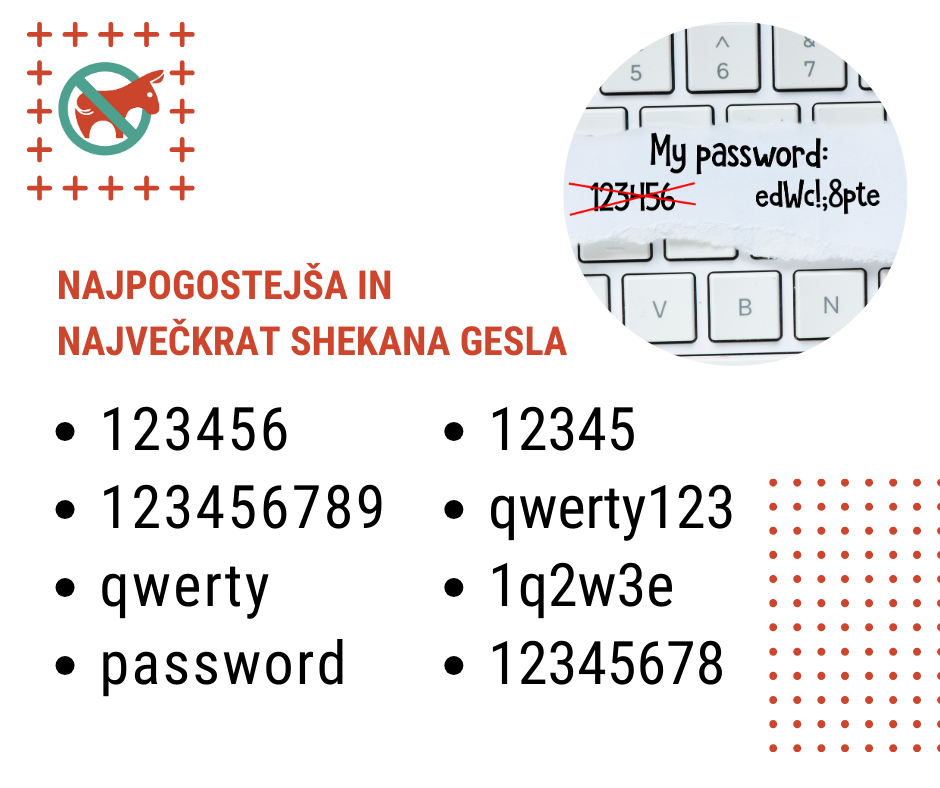 5
^
6
&
7
My password:
123456 edWc!;8pte
V
B
N
NAJPOGOSTEJŠA IN
NAJVEČKRAT SHEKANA GESLA
• 123456
• 123456789
• qwerty
• password
• 12345
• qwerty123
• 1q2w3e
• 12345678